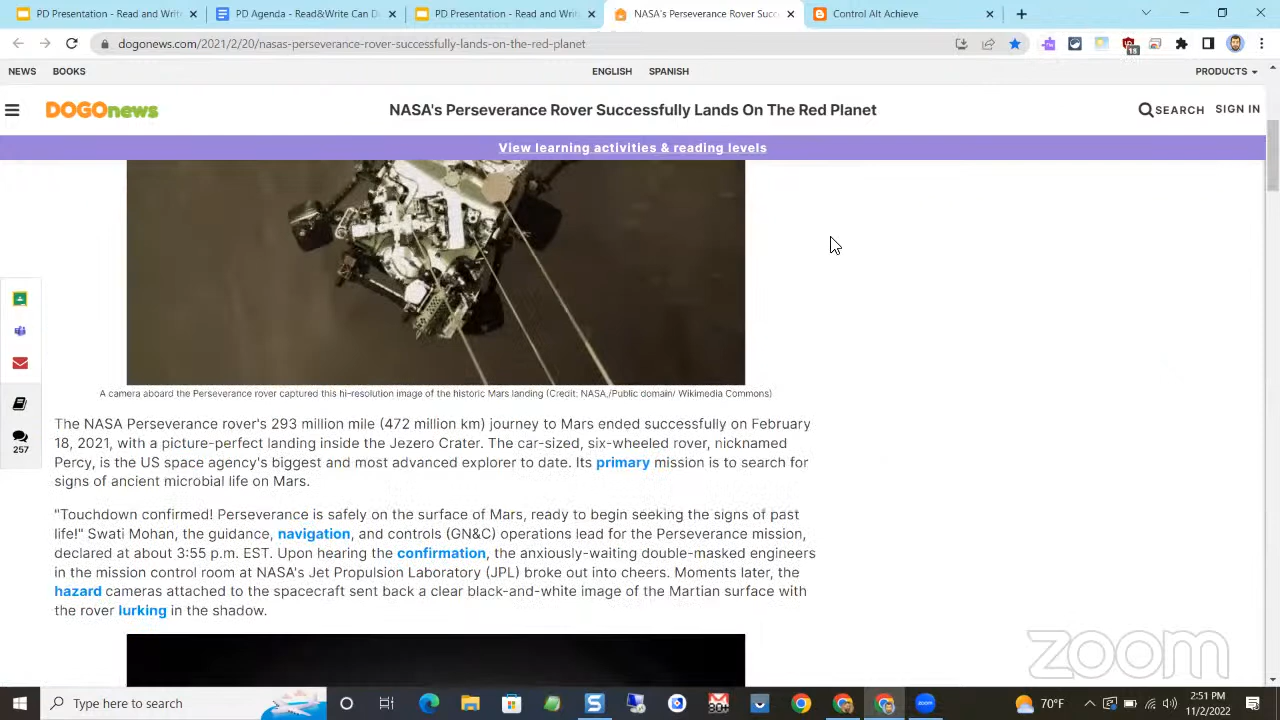 PD Presentation - Read&Write
PD Agenda - Read&Write Can D
PD Presentation - Read and Write
NASA's Perseverance Rover Succ
Control Alt Achieve
dogonews.com/2021/2/20/nasas-perseverance-rover-successfully-lands-on-the-red-planet
18
NEWS BOOKS ENGLISH SPANISH PRODUCTS
DOGOnews NASA's Perseverance Rover Successfully Lands On The Red Planet SEARCH SIGN IN
View learning activities & reading levels
257
A camera aboard the Perseverance rover captured this hi-resolution image of the historic Mars landing (Credit: NASA,/Public domain/ Wikimedia Commons)
The NASA Perseverance rover's 293 million mile (472 million km) journey to Mars ended successfully on February
18, 2021, with a picture-perfect landing inside the Jezero Crater. The car-sized, six-wheeled rover, nicknamed
Percy, is the US space agency's biggest and most advanced explorer to date. Its primary mission is to search for
signs of ancient microbial life on Mars.
"Touchdown confirmed! Perseverance is safely on the surface of Mars, ready to begin seeking the signs of past
life!" Swati Mohan, the guidance, navigation, and controls (GN&C) operations lead for the Perseverance mission,
declared at about 3:55 p.m. EST. Upon hearing the confirmation, the anxiously-waiting double-masked engineers
in the mission control room at NASA's Jet Propulsion Laboratory (JPL) broke out into cheers. Moments later, the
hazard cameras attached to the spacecraft sent back a clear black-and-white image of the Martian surface with
the rover lurking in the shadow.
zoom
Type here to search
80+
zoom
70°F
2:51 PM
11/2/2022